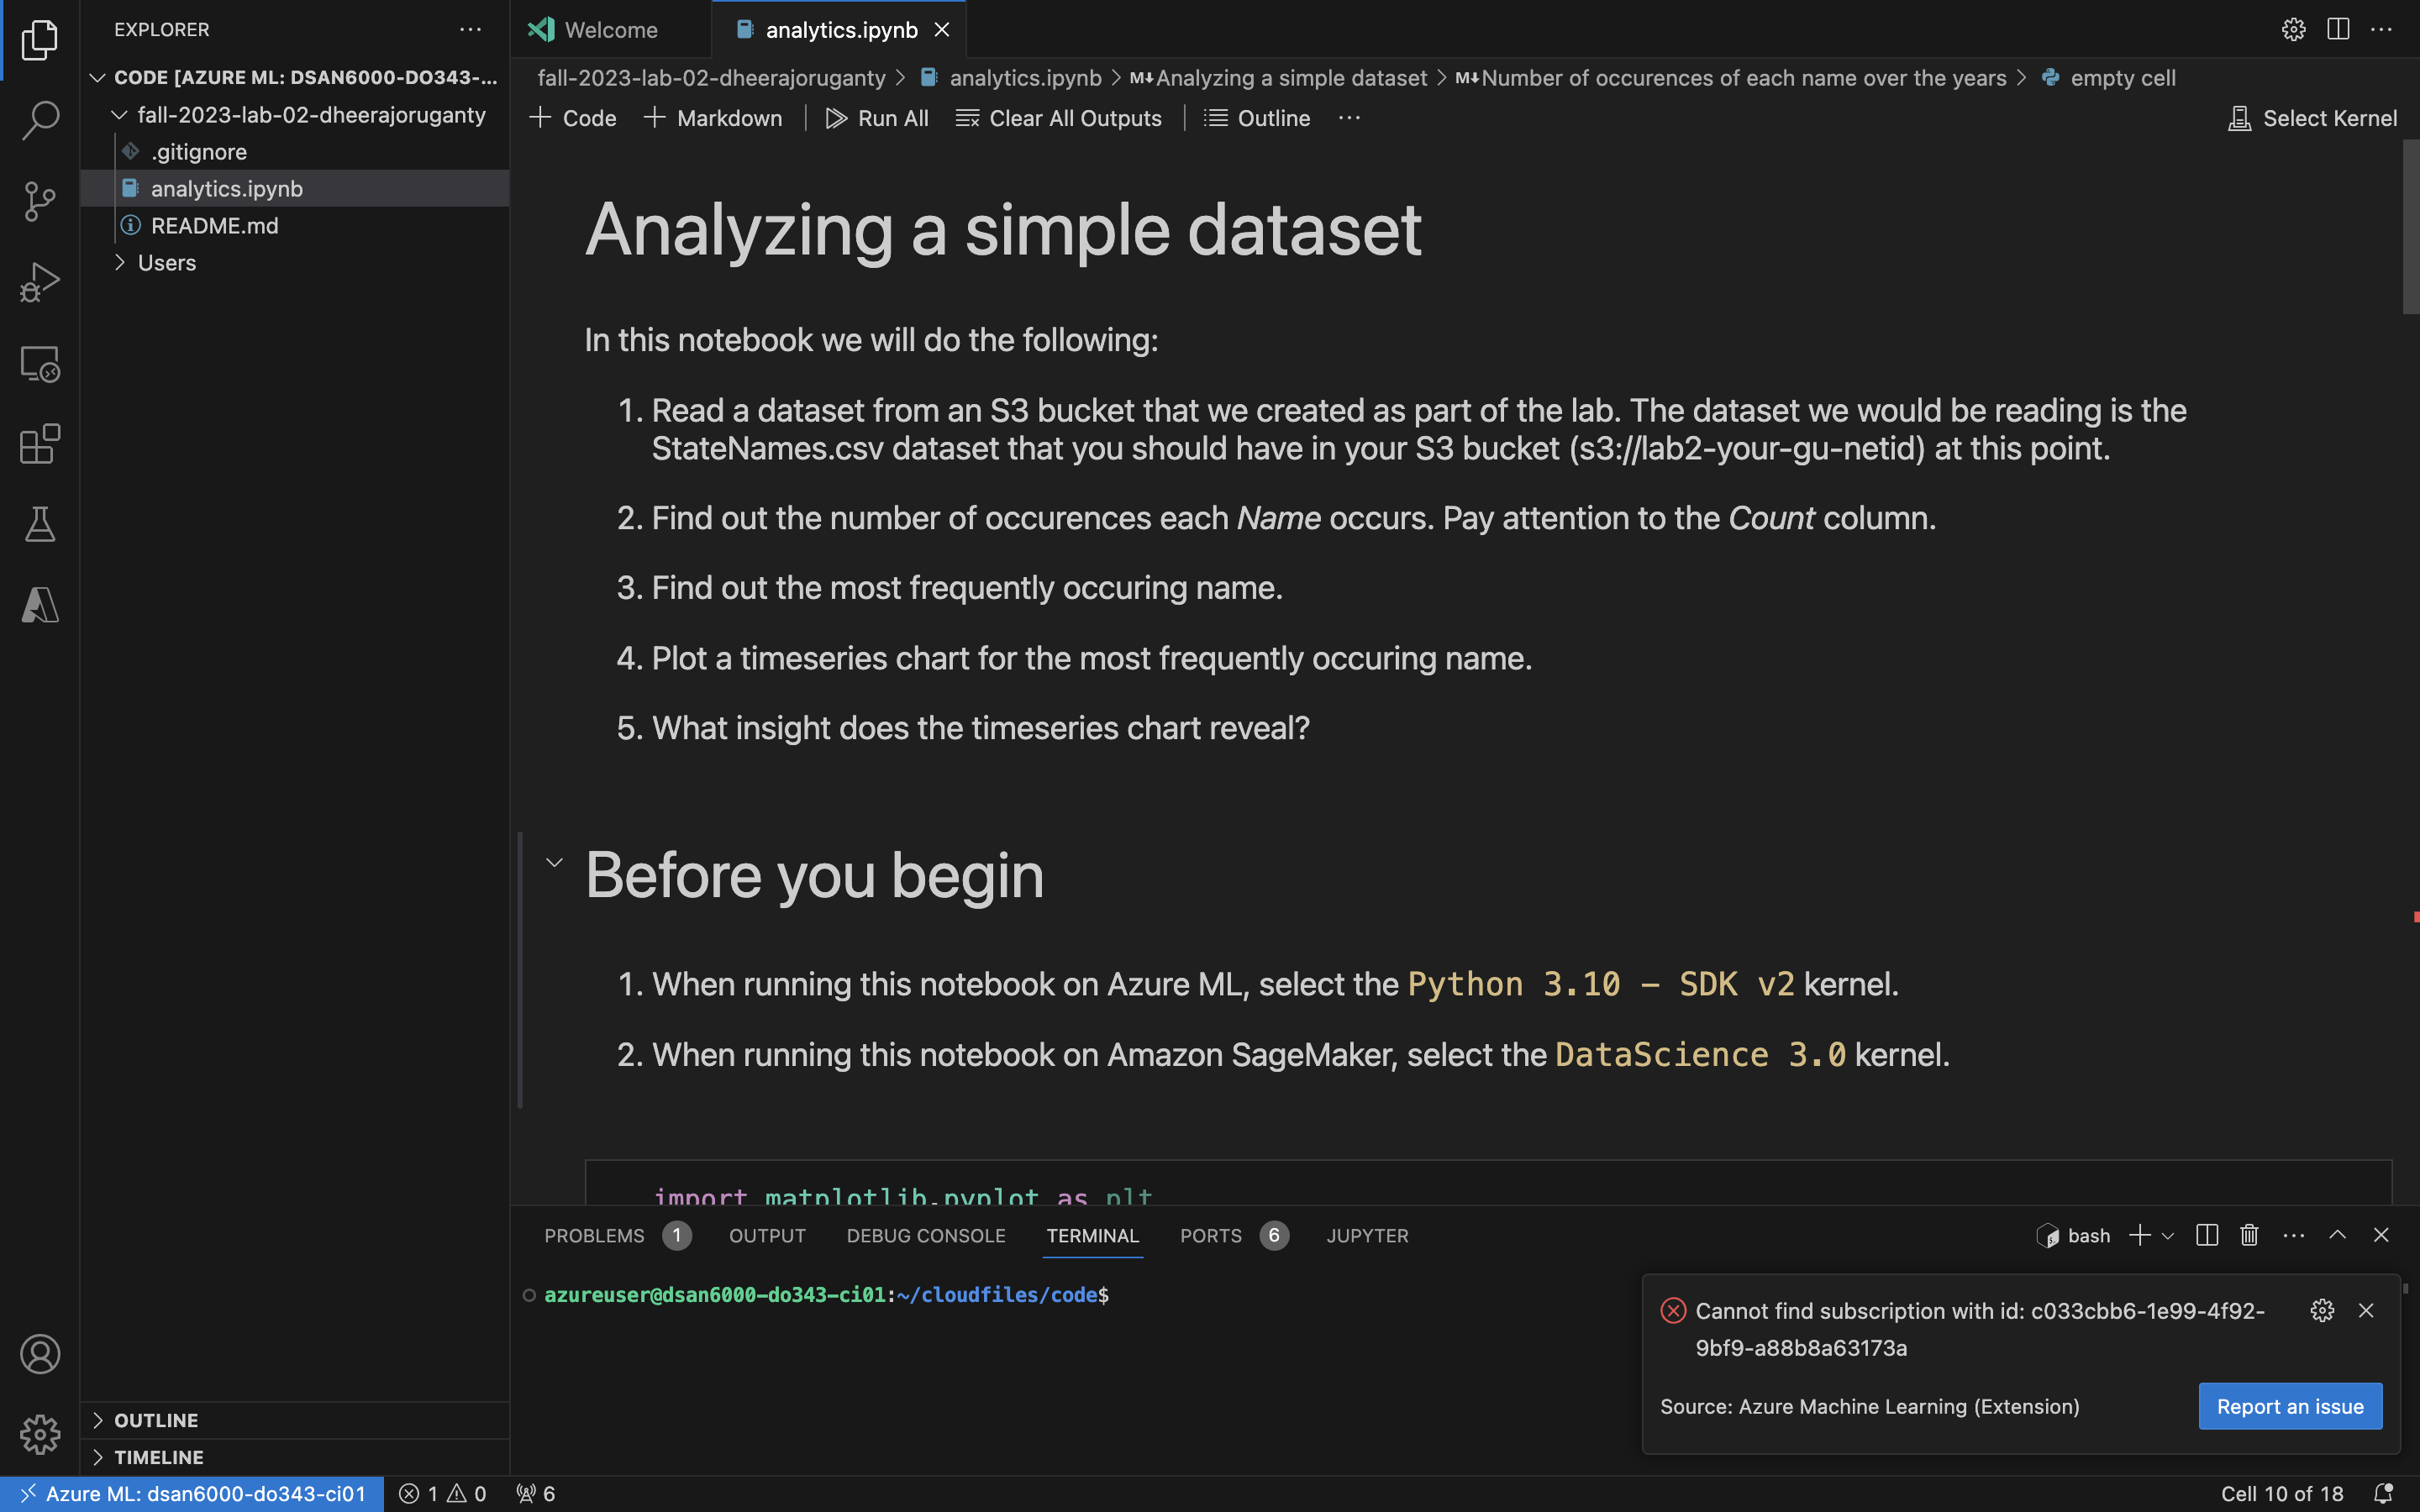 EXPLORER
CODE [AZURE ML: DSAN6000-DO343-...
fall-2023-lab-02-dheerajoruganty
.gitignore
analytics.ipynb
README.md
Users
OUTLINE
TIMELINE
Welcome
analytics.ipynb
fall-2023-lab-02-dheerajoruganty > analytics.ipynb > M↓Analyzing a simple dataset > M↓Number of occurences of each name over the years > empty cell
+ Code + Markdown | Run All Clear All Outputs | Outline ... Select Kernel
Analyzing a simple dataset
In this notebook we will do the following:
1. Read a dataset from an S3 bucket that we created as part of the lab. The dataset we would be reading is the
StateNames.csv dataset that you should have in your S3 bucket (s3://lab2-your-gu-netid) at this point.
2. Find out the number of occurences each Name occurs. Pay attention to the Count column.
3. Find out the most frequently occuring name.
4. Plot a timeseries chart for the most frequently occuring name.
5. What insight does the timeseries chart reveal?
Before you begin
1. When running this notebook on Azure ML, select the Python 3.10 - SDK v2 kernel.
2. When running this notebook on Amazon SageMaker, select the DataScience 3.0 kernel.
import matplotlib.pyplot as plt
PROBLEMS 1 OUTPUT DEBUG CONSOLE TERMINAL PORTS 6 JUPYTER
bash
azureuser@dsan6000-do343-ci01:~/cloudfiles/code$
Cannot find subscription with id: c033cbb6-1e99-4f92-
9bf9-a88b8a63173a
Source: Azure Machine Learning (Extension)
Report an issue
Azure ML: dsan6000-do343-ci01 1 0 6
Cell 10 of 18